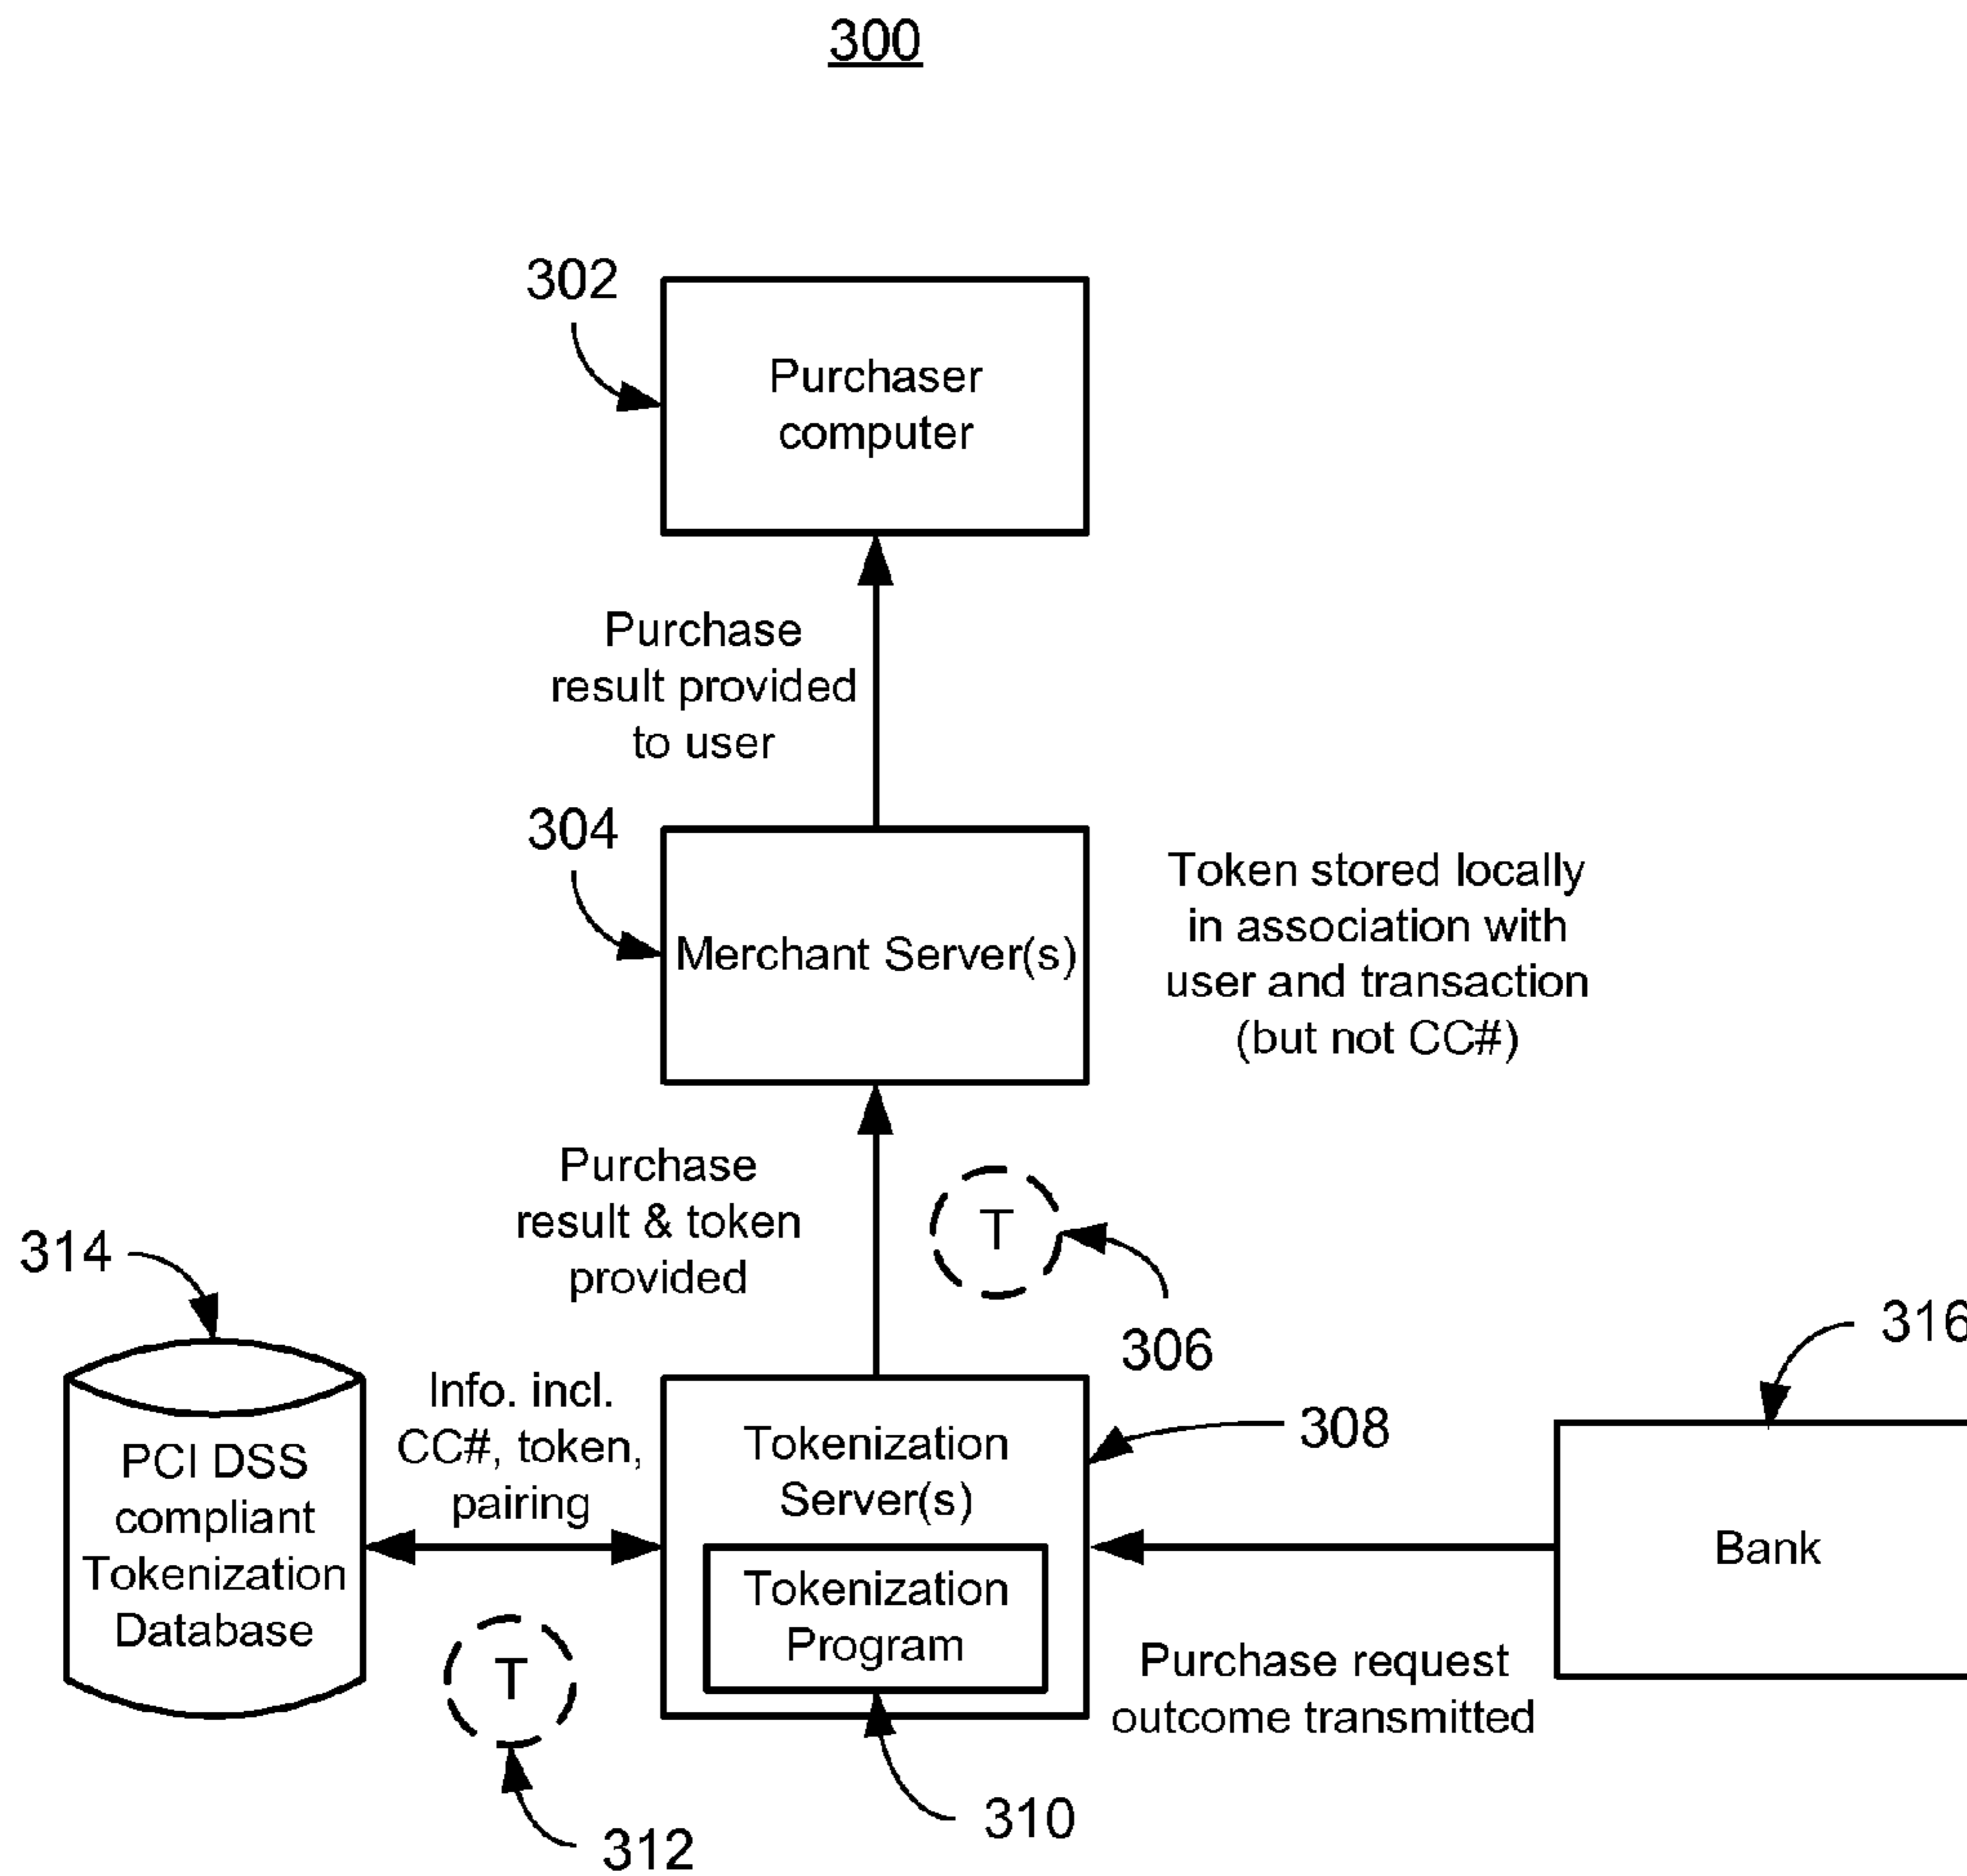 300
302
Purchaser
computer
Purchase
result provided
to user
304
Merchant Server(s)
Token stored locally
in association with
user and transaction
(but not CC#)
Purchase
result & token
provided
T
306
314
316
PCI DSS
compliant
Tokenization
Database
Info. incl.
CC#, token,
pairing
T
312
Tokenization
Server(s)
308
Tokenization
Program
310
Bank
Purchase request
outcome transmitted